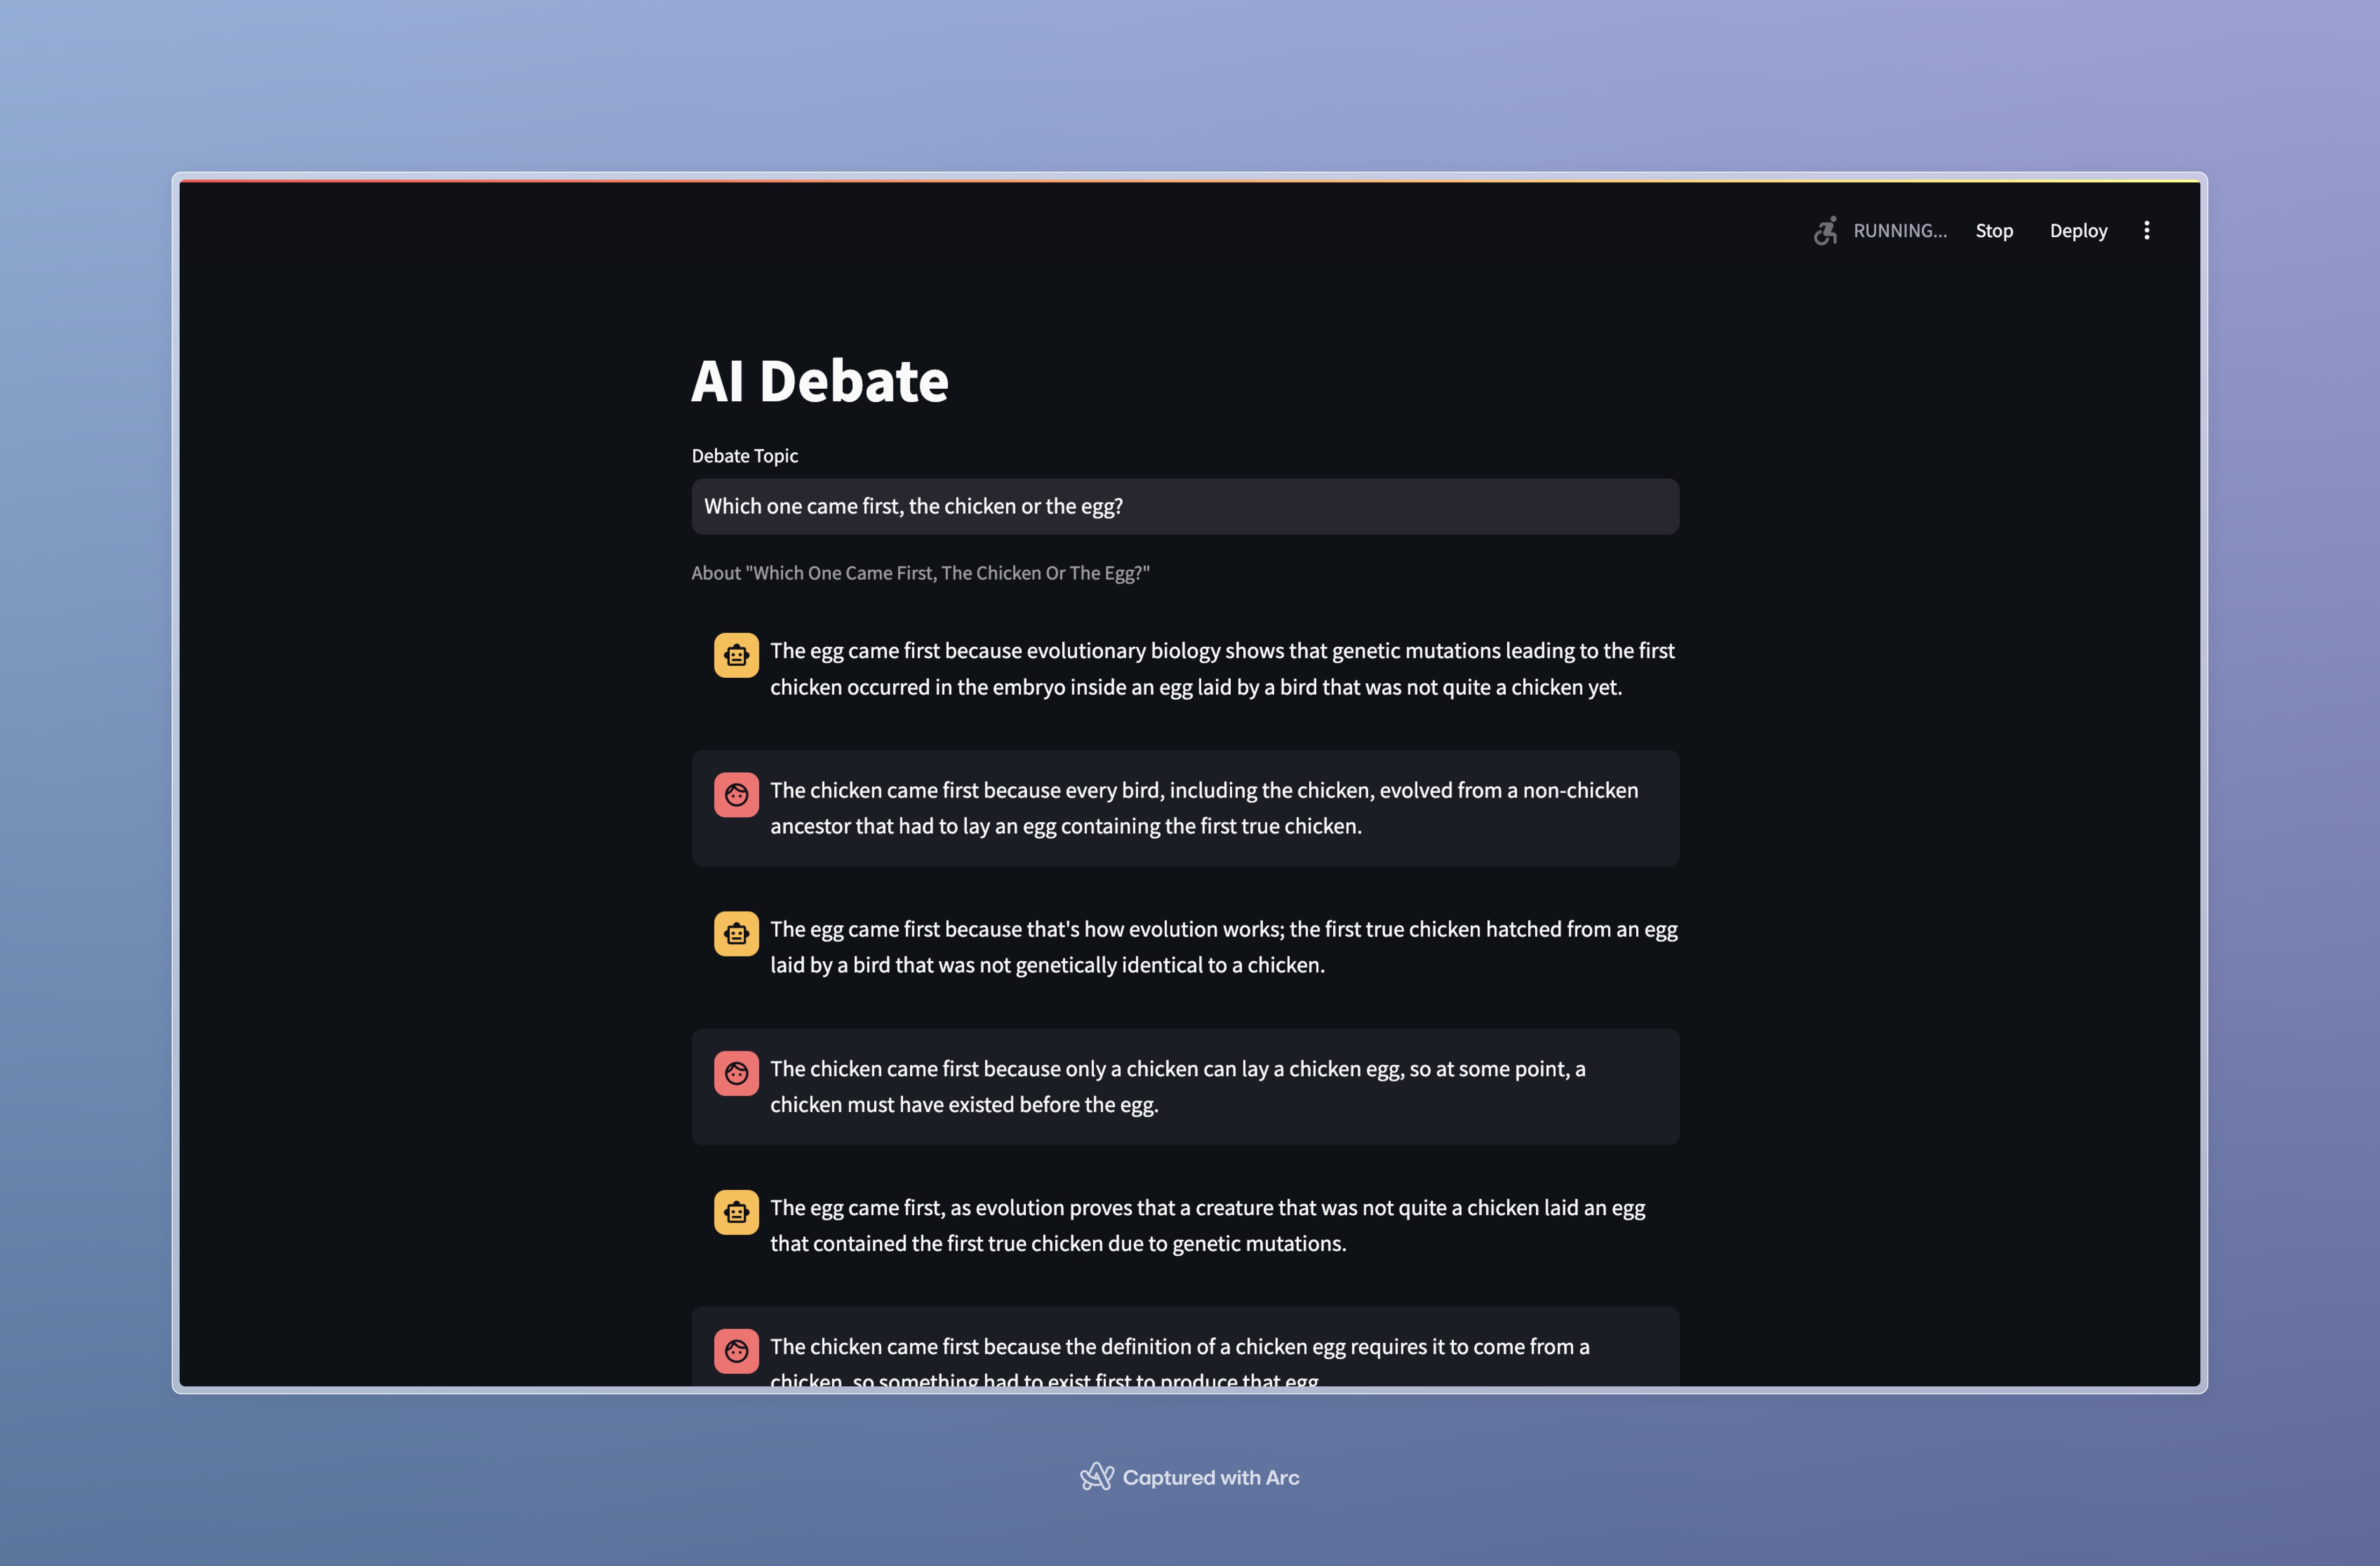 RUNNING...
Stop
Deploy
AI Debate
Debate Topic
Which one came first, the chicken or the egg?
About "Which One Came First, The Chicken Or The Egg?"
The egg came first because evolutionary biology shows that genetic mutations leading to the first
chicken occurred in the embryo inside an egg laid by a bird that was not quite a chicken yet.
The chicken came first because every bird, including the chicken, evolved from a non-chicken
ancestor that had to lay an egg containing the first true chicken.
The egg came first because that's how evolution works; the first true chicken hatched from an egg
laid by a bird that was not genetically identical to a chicken.
The chicken came first because only a chicken can lay a chicken egg, so at some point, a
chicken must have existed before the egg.
The egg came first, as evolution proves that a creature that was not quite a chicken laid an egg
that contained the first true chicken due to genetic mutations.
The chicken came first because the definition of a chicken egg requires it to come from a
chicken, so something had to exist first to produce that egg.
Captured with Arc